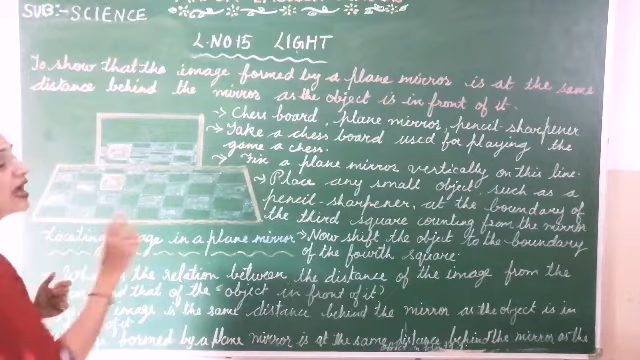 SUB:- SCIENCE
L.NO 15 LIGHT
To show that the image formed by a plane mirror is at the same
distance behind the mirror as the object is in front of it.
→ Chess board, plane mirror, pencil-sharpener
→ Take a chess board used for playing the
game a chess.
→ Fix a plane mirror vertically on this line.
→ Place any small object such as a
pencil-sharpener, at the boundary of
the third square counting from the mirror
Locating image in a plane mirror
→ Now shift the object to the boundary
of the fourth square.
the relation between the distance of the image from the
and that of the object in front of it?
image is the same distance behind the mirror as the object is in
of it
formed by a plane mirror is at the same distance behind the mirror as the